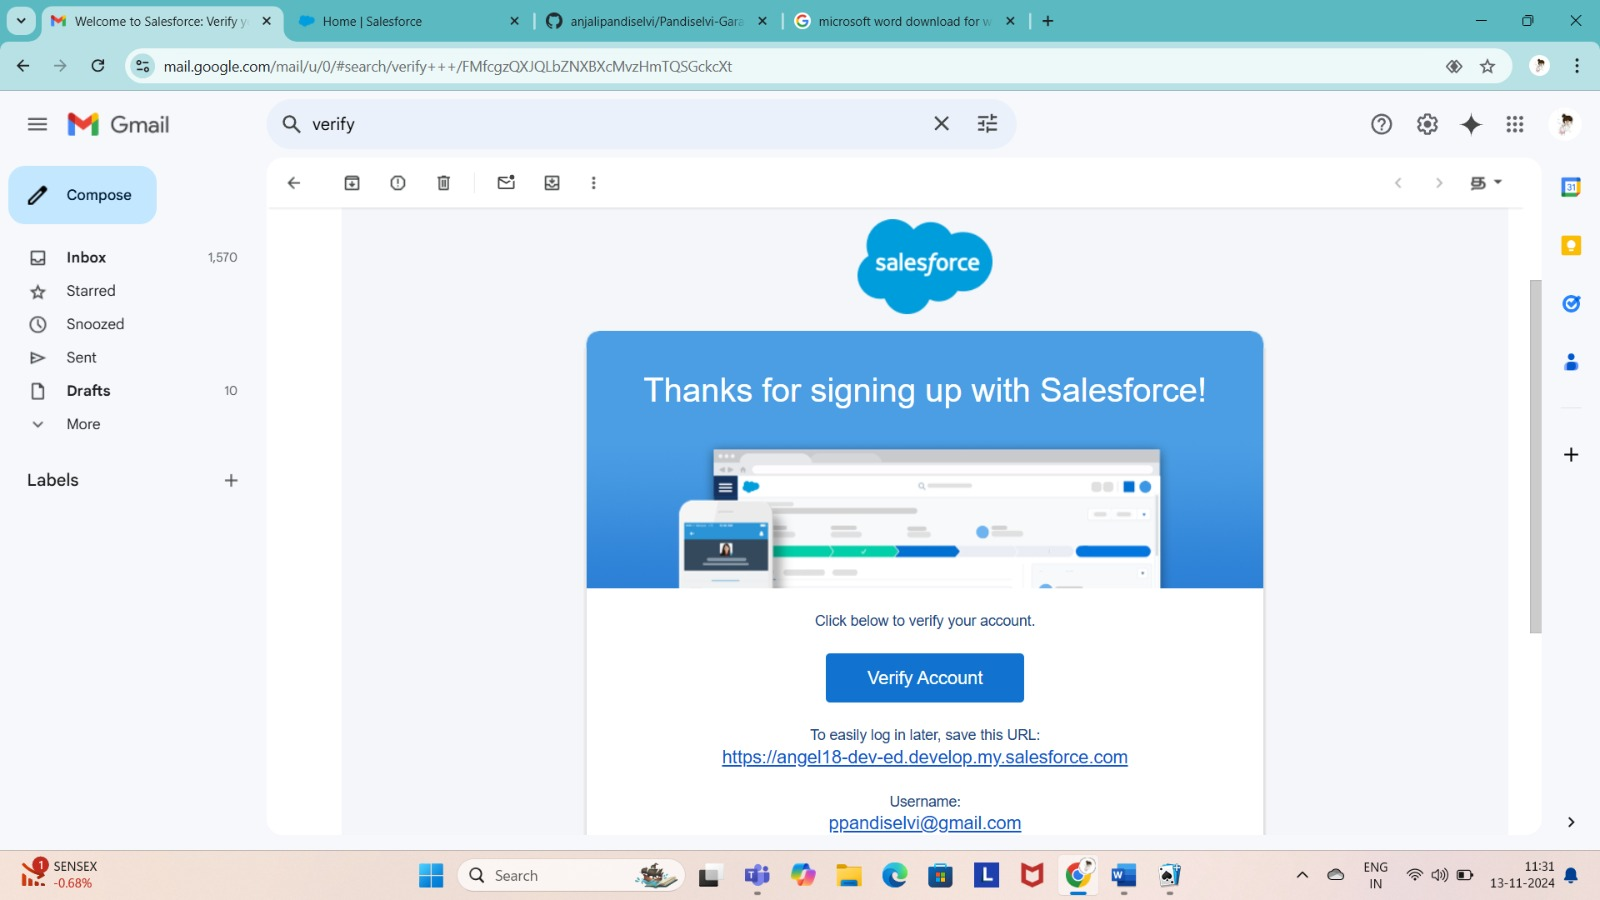 Welcome to Salesforce: Verify y
Home | Salesforce
anjalipandiselvi/Pandiselvi-Gara
microsoft word download for w
mail.google.com/mail/u/0/#search/verify+++/FMfcgzQXJQLbZNXBXcMvzHmTQSGckcXt
Gmail
verify
Compose
Inbox 1,570
Starred
Snoozed
Sent
Drafts 10
More
Labels
31
salesforce
Thanks for signing up with Salesforce!
Click below to verify your account.
Verify Account
To easily log in later, save this URL:
https://angel18-dev-ed.develop.my.salesforce.com
Username:
ppandiselvi@gmail.com
1
SENSEX
-0.68%
Search
L
ENG
IN
11:31
13-11-2024